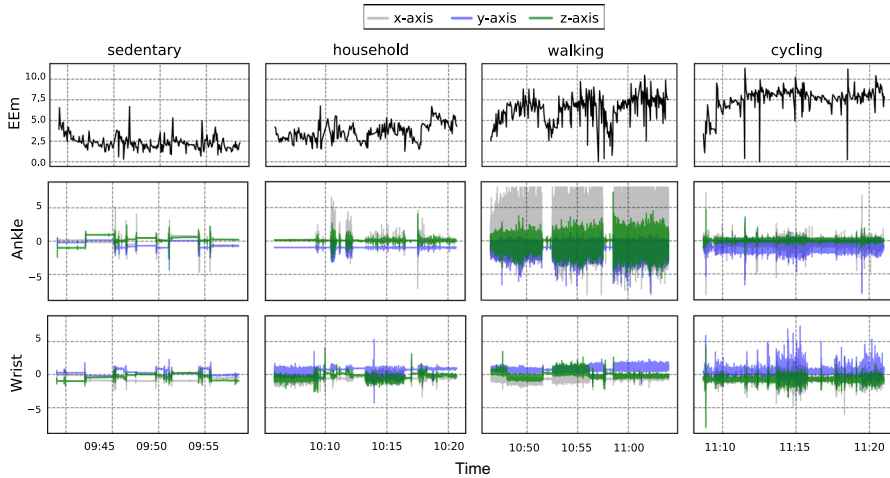 x-axis y-axis z-axis
sedentary household walking cycling
EEm
10.0
7.5
5.0
2.5
0.0
Ankle
5
0
−5
Wrist
5
0
−5
09:45 09:50 09:55 10:10 10:15 10:20 10:50 10:55 11:00 11:10 11:15 11:20
Time